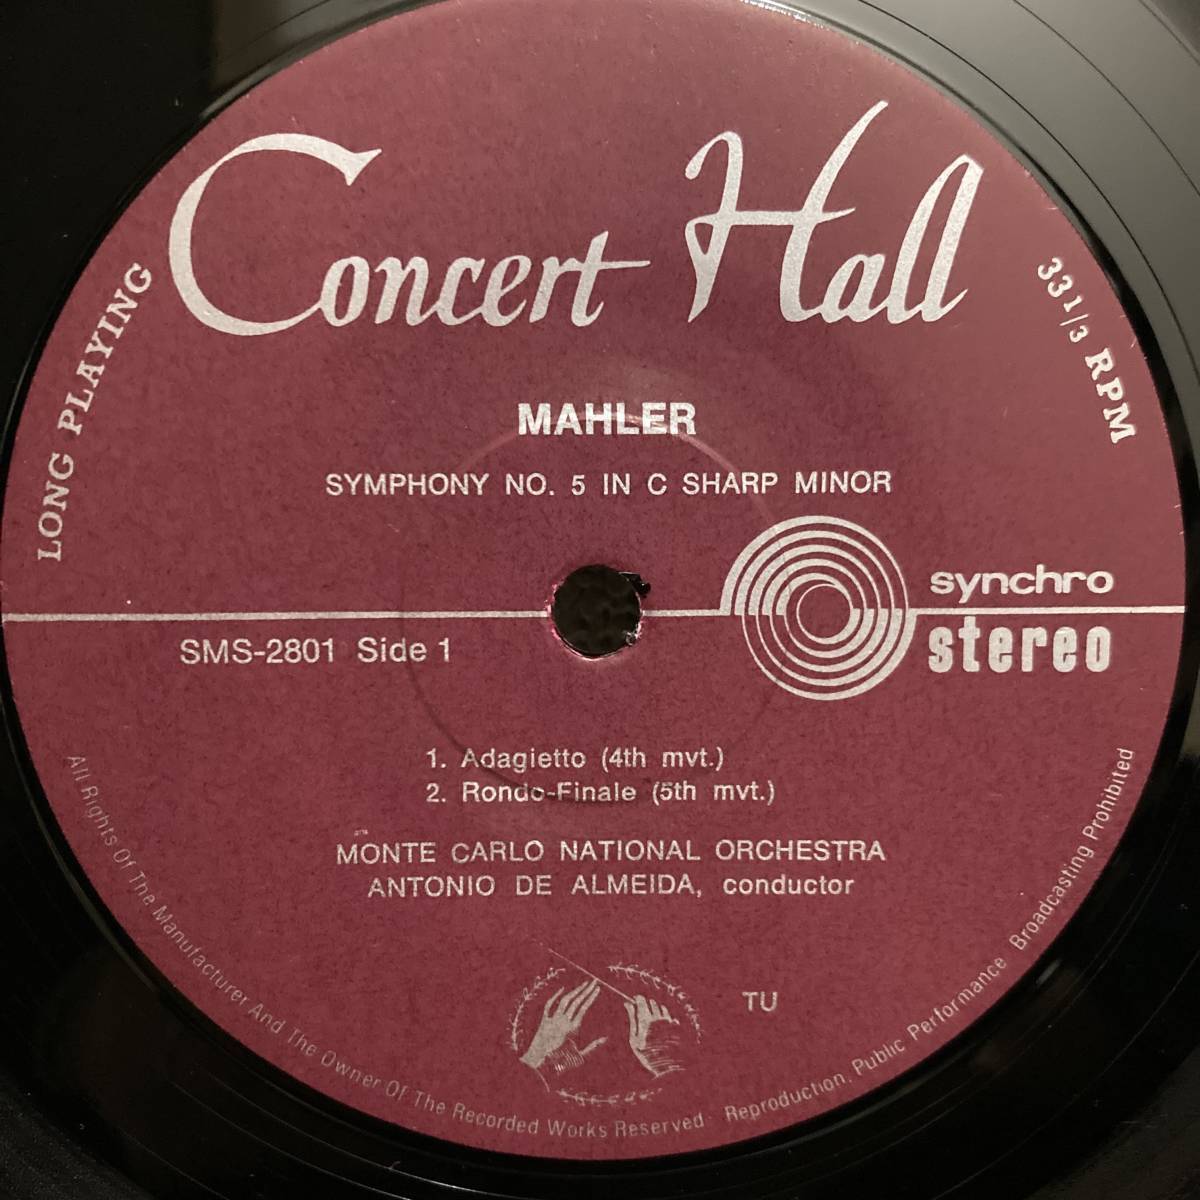 Concert Hall
LONG PLAYING
33 1/3 RPM
MAHLER
SYMPHONY NO. 5 IN C SHARP MINOR
synchro
stereo
SMS-2801 Side 1
1. Adagietto (4th mvt.)
2. Rondo-Finale (5th mvt.)
MONTE CARLO NATIONAL ORCHESTRA
ANTONIO DE ALMEIDA, conductor
TU
All Rights Of The Manufacturer And The Owner Of The Recorded Works Reserved· Reproduction, Public Performance Broadcasting Prohibited